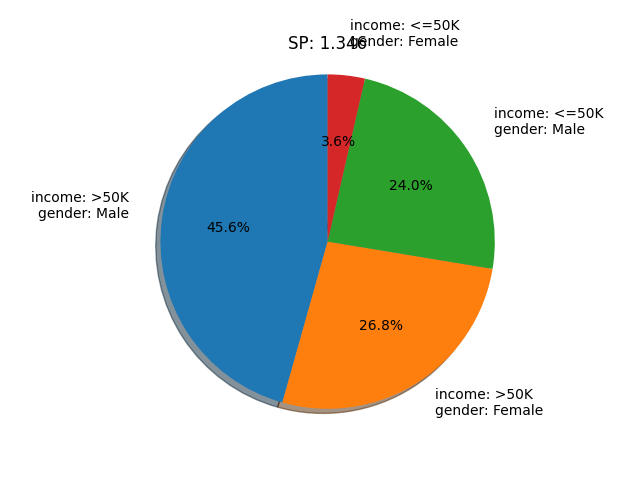 SP: 1.346
income: <=50K
gender: Female
income: <=50K
gender: Male
3.6%
24.0%
income: >50K
gender: Male
45.6%
26.8%
income: >50K
gender: Female